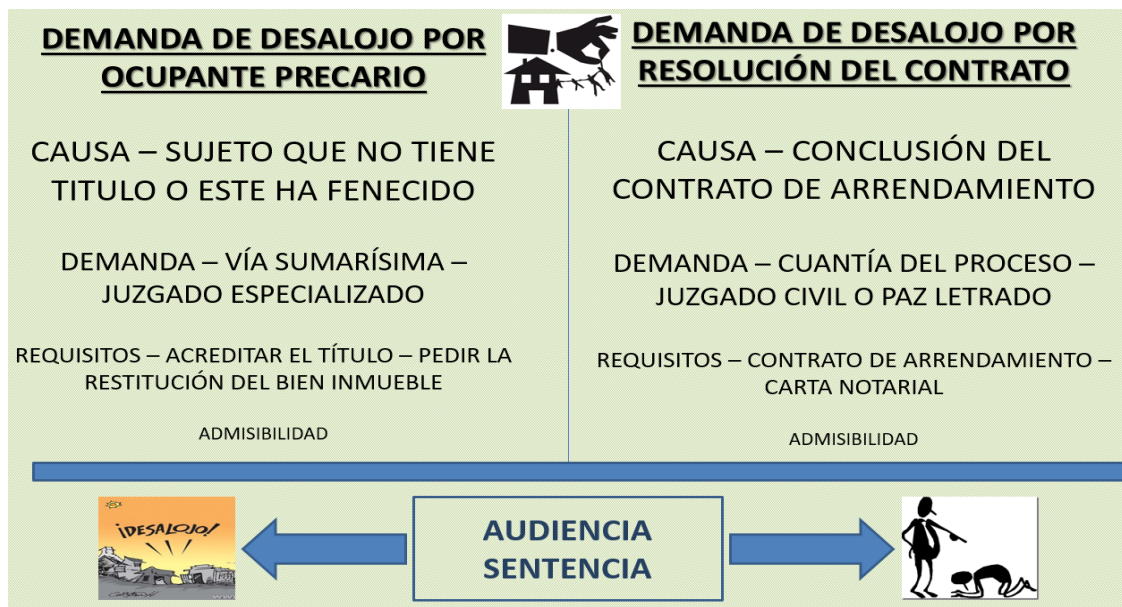 DEMANDA DE DESALOJO POR
OCUPANTE PRECARIO
CAUSA – SUJETO QUE NO TIENE
TITULO O ESTE HA FENECIDO
DEMANDA – VÍA SUMARÍSIMA –
JUZGADO ESPECIALIZADO
REQUISITOS – ACREDITAR EL TÍTULO – PEDIR LA
RESTITUCIÓN DEL BIEN INMUEBLE
ADMISIBILIDAD
DEMANDA DE DESALOJO POR
RESOLUCIÓN DEL CONTRATO
CAUSA – CONCLUSIÓN DEL
CONTRATO DE ARRENDAMIENTO
DEMANDA – CUANTÍA DEL PROCESO –
JUZGADO CIVIL O PAZ LETRADO
REQUISITOS – CONTRATO DE ARRENDAMIENTO –
CARTA NOTARIAL
ADMISIBILIDAD
¡DESALOJO!
AUDIENCIA
SENTENCIA